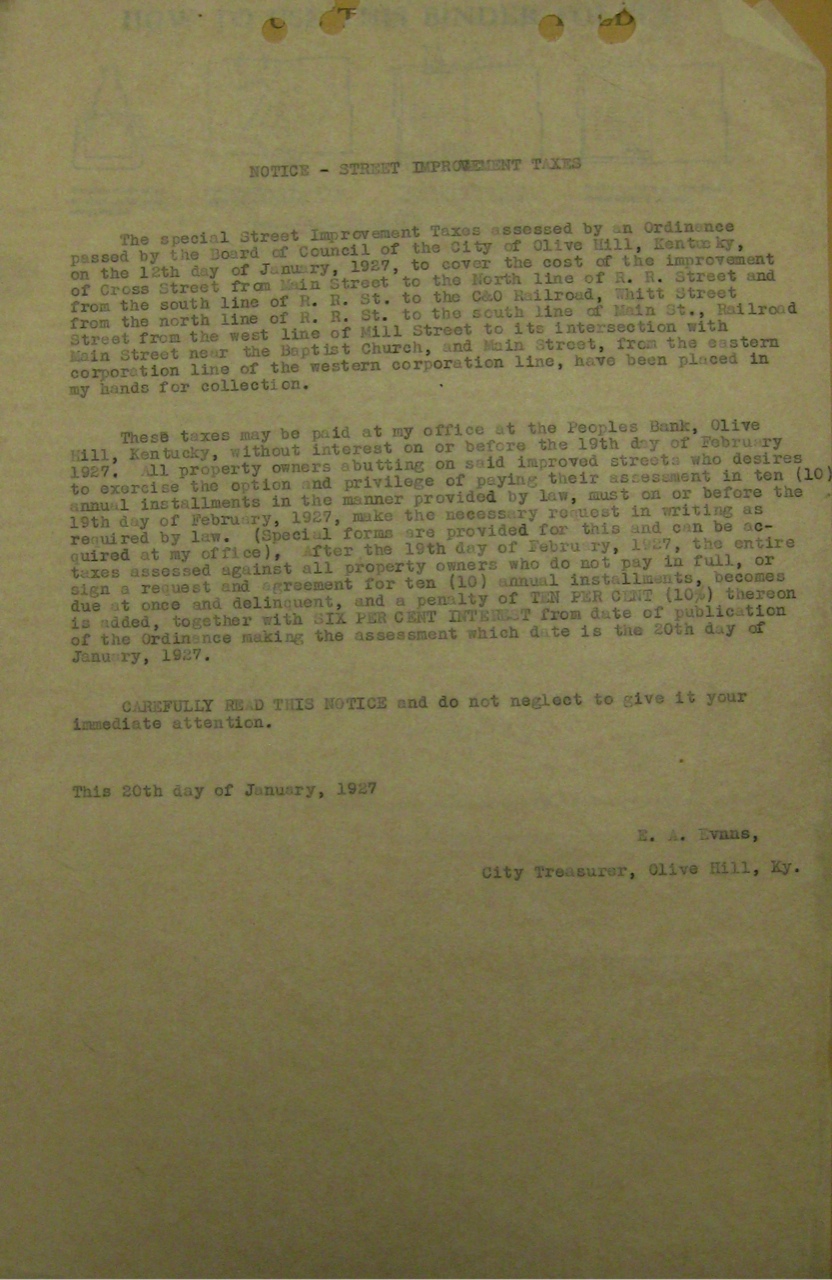 HOW TO USE THIS BINDER
NOTICE - STREET IMPROVEMENT TAXES
The special Street Improvement Taxes assessed by an Ordinance
passed by the Board of Council of the City of Olive Hill, Kentucky,
on the 12th day of January, 1927, to cover the cost of the improvement
of Cross Street from Main Street to the North line of R. R. Street and
from the south line of R. R. St. to the C&O Railroad, Whitt Street
from the north line of R. R. St. to the south line of Main St., Railroad
Street from the west line of Mill Street to its intersection with
Main Street near the Baptist Church, and Main Street, from the eastern
corporation line of the western corporation line, have been placed in
my hands for collection.
These taxes may be paid at my office at the Peoples Bank, Olive
Hill, Kentucky, without interest on or before the 19th day of February
1927. All property owners abutting on said improved streets who desires
to exercise the option and privilege of paying their assessment in ten (10)
annual installments in the manner provided by law, must on or before the
19th day of February, 1927, make the necessary request in writing as
required by law. (Special forms are provided for this and can be ac-
quired at my office), After the 19th day of February, 1927, the entire
taxes assessed against all property owners who do not pay in full, or
sign a request and agreement for ten (10) annual installments, becomes
due at once and delinquent, and a penalty of TEN PER CENT (10%) thereon
is added, together with SIX PER CENT INTEREST from date of publication
of the Ordinance making the assessment which date is the 20th day of
January, 1927.
CAREFULLY READ THIS NOTICE and do not neglect to give it your
immediate attention.
This 20th day of January, 1927
E. A. Evans,
City Treasurer, Olive Hill, Ky.